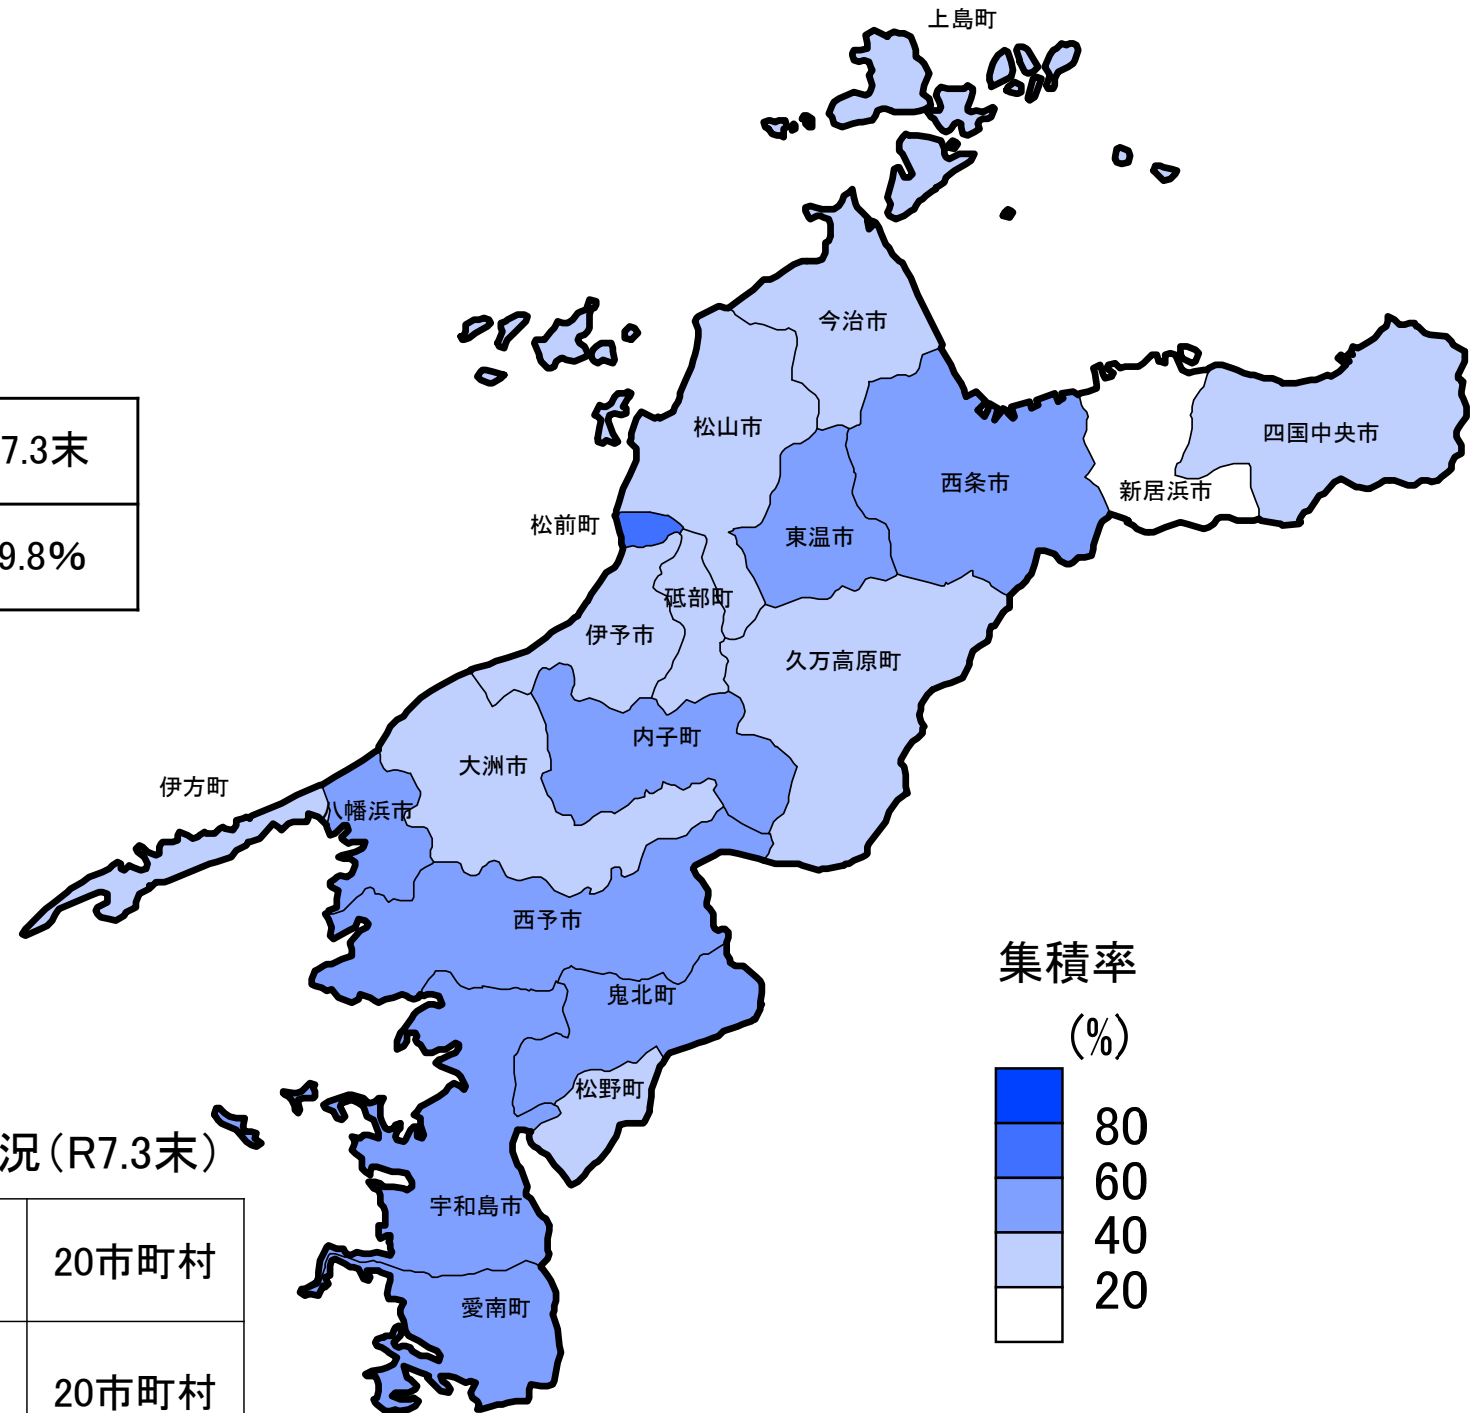 上島町
今治市
7.3末
松山市
四国中央市
西条市
新居浜市
松前町
東温市
9.8%
砥部町
伊予市
久万高原町
内子町
大洲市
伊方町
八幡浜市
西予市
集積率
鬼北町
(%)
松野町
80
況(R7.3末)
60
宇和島市
40
20市町村
20
愛南町
20市町村